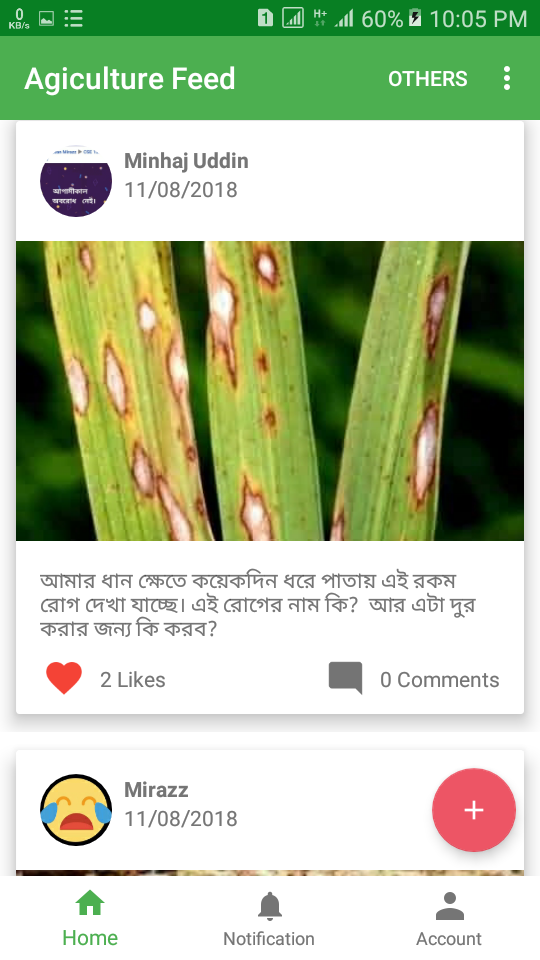 0
KB/s
1
H+
60%
10:05 PM
Agiculture Feed
OTHERS
Minhaj Uddin
11/08/2018
আমার ধান ক্ষেতে কয়েকদিন ধরে পাতায় এই রকম
রোগ দেখা যাচ্ছে। এই রোগের নাম কি?  আর এটা দুর
করার জন্য কি করব?
2 Likes
0 Comments
Mirazz
11/08/2018
+
Home
Notification
Account